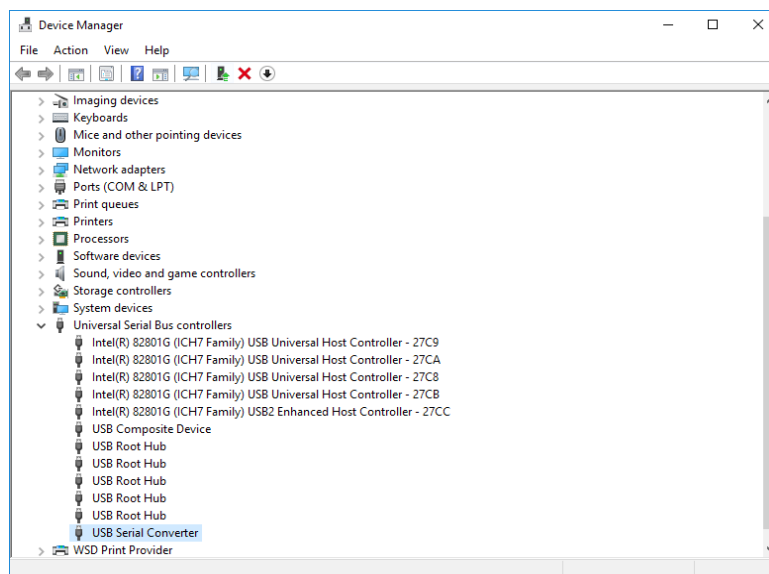 Device Manager
File Action View Help
Imaging devices
Keyboards
Mice and other pointing devices
Monitors
Network adapters
Ports (COM & LPT)
Print queues
Printers
Processors
Software devices
Sound, video and game controllers
Storage controllers
System devices
Universal Serial Bus controllers
Intel(R) 82801G (ICH7 Family) USB Universal Host Controller - 27C9
Intel(R) 82801G (ICH7 Family) USB Universal Host Controller - 27CA
Intel(R) 82801G (ICH7 Family) USB Universal Host Controller - 27C8
Intel(R) 82801G (ICH7 Family) USB Universal Host Controller - 27CB
Intel(R) 82801G (ICH7 Family) USB2 Enhanced Host Controller - 27CC
USB Composite Device
USB Root Hub
USB Root Hub
USB Root Hub
USB Root Hub
USB Root Hub
USB Serial Converter
WSD Print Provider